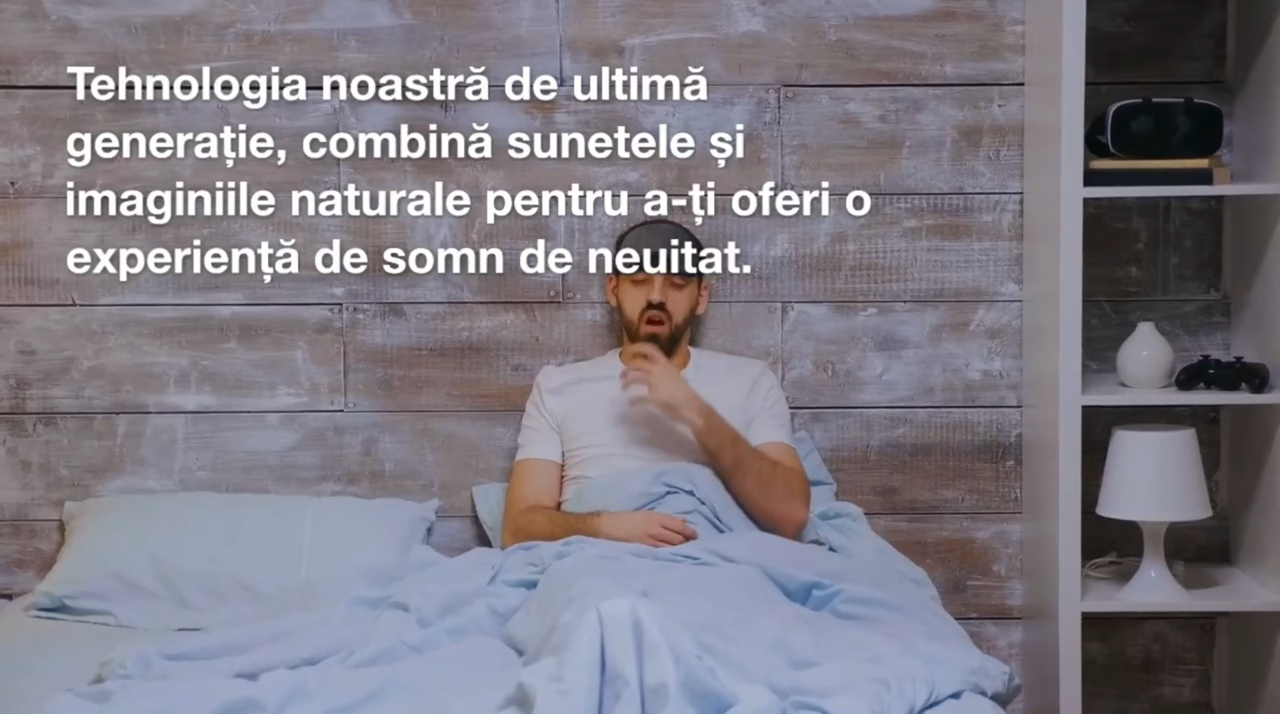 Tehnologia noastră de ultimă
generație, combină sunetele și
imaginiile naturale pentru a-ți oferi o
experiență de somn de neuitat.